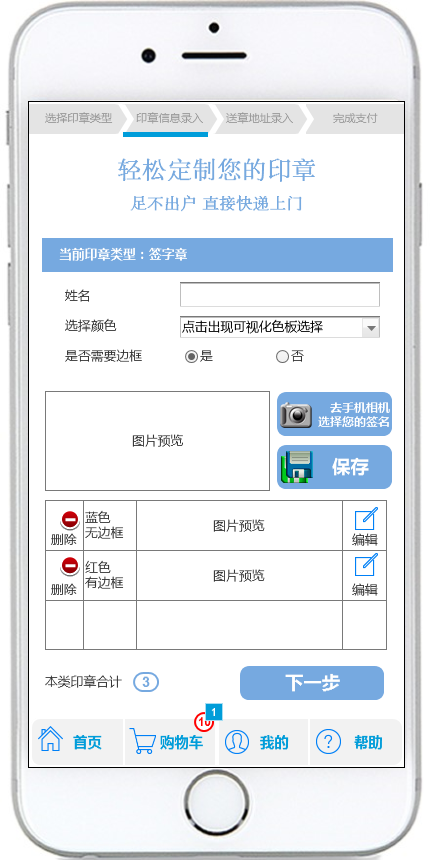 选择印章类型 印章信息录入 送章地址录入 完成支付
轻松定制您的印章
足不出户 直接快递上门
当前印章类型：签字章
姓名
选择颜色 点击出现可视化色板选择
是否需要边框 是 否
图片预览
去手机相机
选择您的签名
保存
蓝色
无边框
删除
图片预览
编辑
红色
有边框
删除
图片预览
编辑
本类印章合计 3
下一步
10
1
首页 购物车 我的 ? 帮助